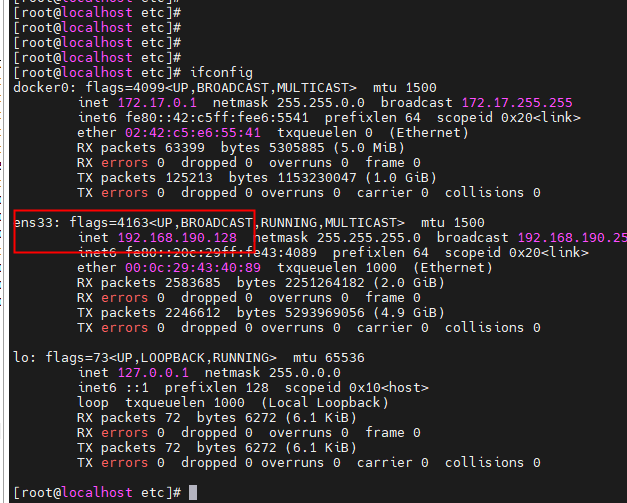 [root@localhost etc]#
[root@localhost etc]#
[root@localhost etc]#
[root@localhost etc]#
[root@localhost etc]# ifconfig
docker0: flags=4099<UP,BROADCAST,MULTICAST>  mtu 1500
        inet 172.17.0.1  netmask 255.255.0.0  broadcast 172.17.255.255
        inet6 fe80::42:c5ff:fee6:5541  prefixlen 64  scopeid 0x20<link>
        ether 02:42:c5:e6:55:41  txqueuelen 0  (Ethernet)
        RX packets 63399  bytes 5305885 (5.0 MiB)
        RX errors 0  dropped 0  overruns 0  frame 0
        TX packets 125213  bytes 1153230047 (1.0 GiB)
        TX errors 0  dropped 0 overruns 0  carrier 0  collisions 0
ens33: flags=4163<UP,BROADCAST,RUNNING,MULTICAST>  mtu 1500
        inet 192.168.190.128  netmask 255.255.255.0  broadcast 192.168.190.25
        inet6 fe80::20c:29ff:fe43:4089  prefixlen 64  scopeid 0x20<link>
        ether 00:0c:29:43:40:89  txqueuelen 1000  (Ethernet)
        RX packets 2583685  bytes 2251264182 (2.0 GiB)
        RX errors 0  dropped 0  overruns 0  frame 0
        TX packets 2246612  bytes 5293969056 (4.9 GiB)
        TX errors 0  dropped 0 overruns 0  carrier 0  collisions 0
lo: flags=73<UP,LOOPBACK,RUNNING>  mtu 65536
        inet 127.0.0.1  netmask 255.0.0.0
        inet6 ::1  prefixlen 128  scopeid 0x10<host>
        loop  txqueuelen 1000  (Local Loopback)
        RX packets 72  bytes 6272 (6.1 KiB)
        RX errors 0  dropped 0  overruns 0  frame 0
        TX packets 72  bytes 6272 (6.1 KiB)
        TX errors 0  dropped 0 overruns 0  carrier 0  collisions 0
[root@localhost etc]#